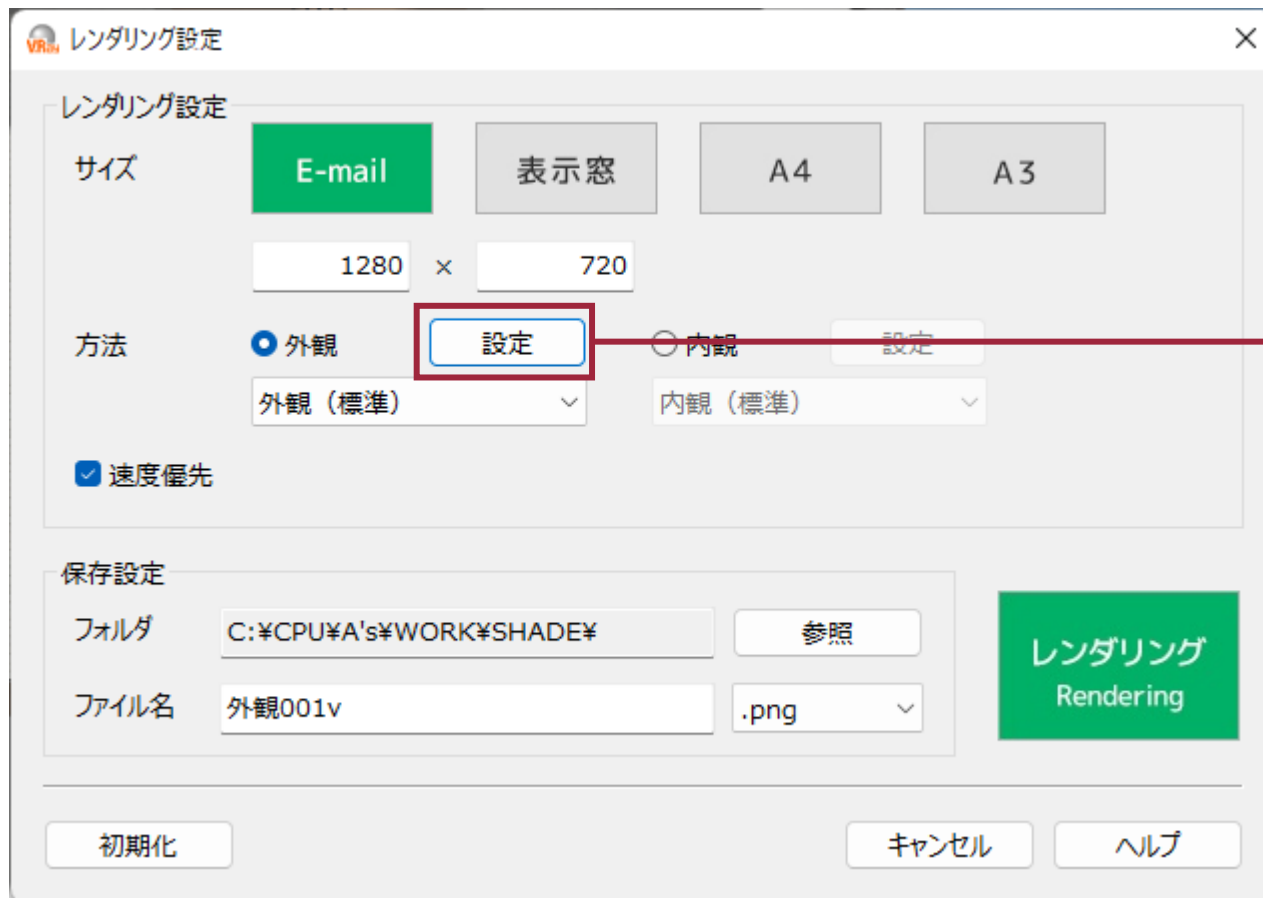 VRiN レンダリング設定
レンダリング設定
サイズ E-mail 表示窓 A4 A3
1280 × 720
方法 外観 設定 内観 設定
外観（標準） 内観（標準）
速度優先
保存設定
フォルダ C:¥CPU¥A's¥WORK¥SHADE¥ 参照
ファイル名 外観001v .png
レンダリング
Rendering
初期化 キャンセル ヘルプ